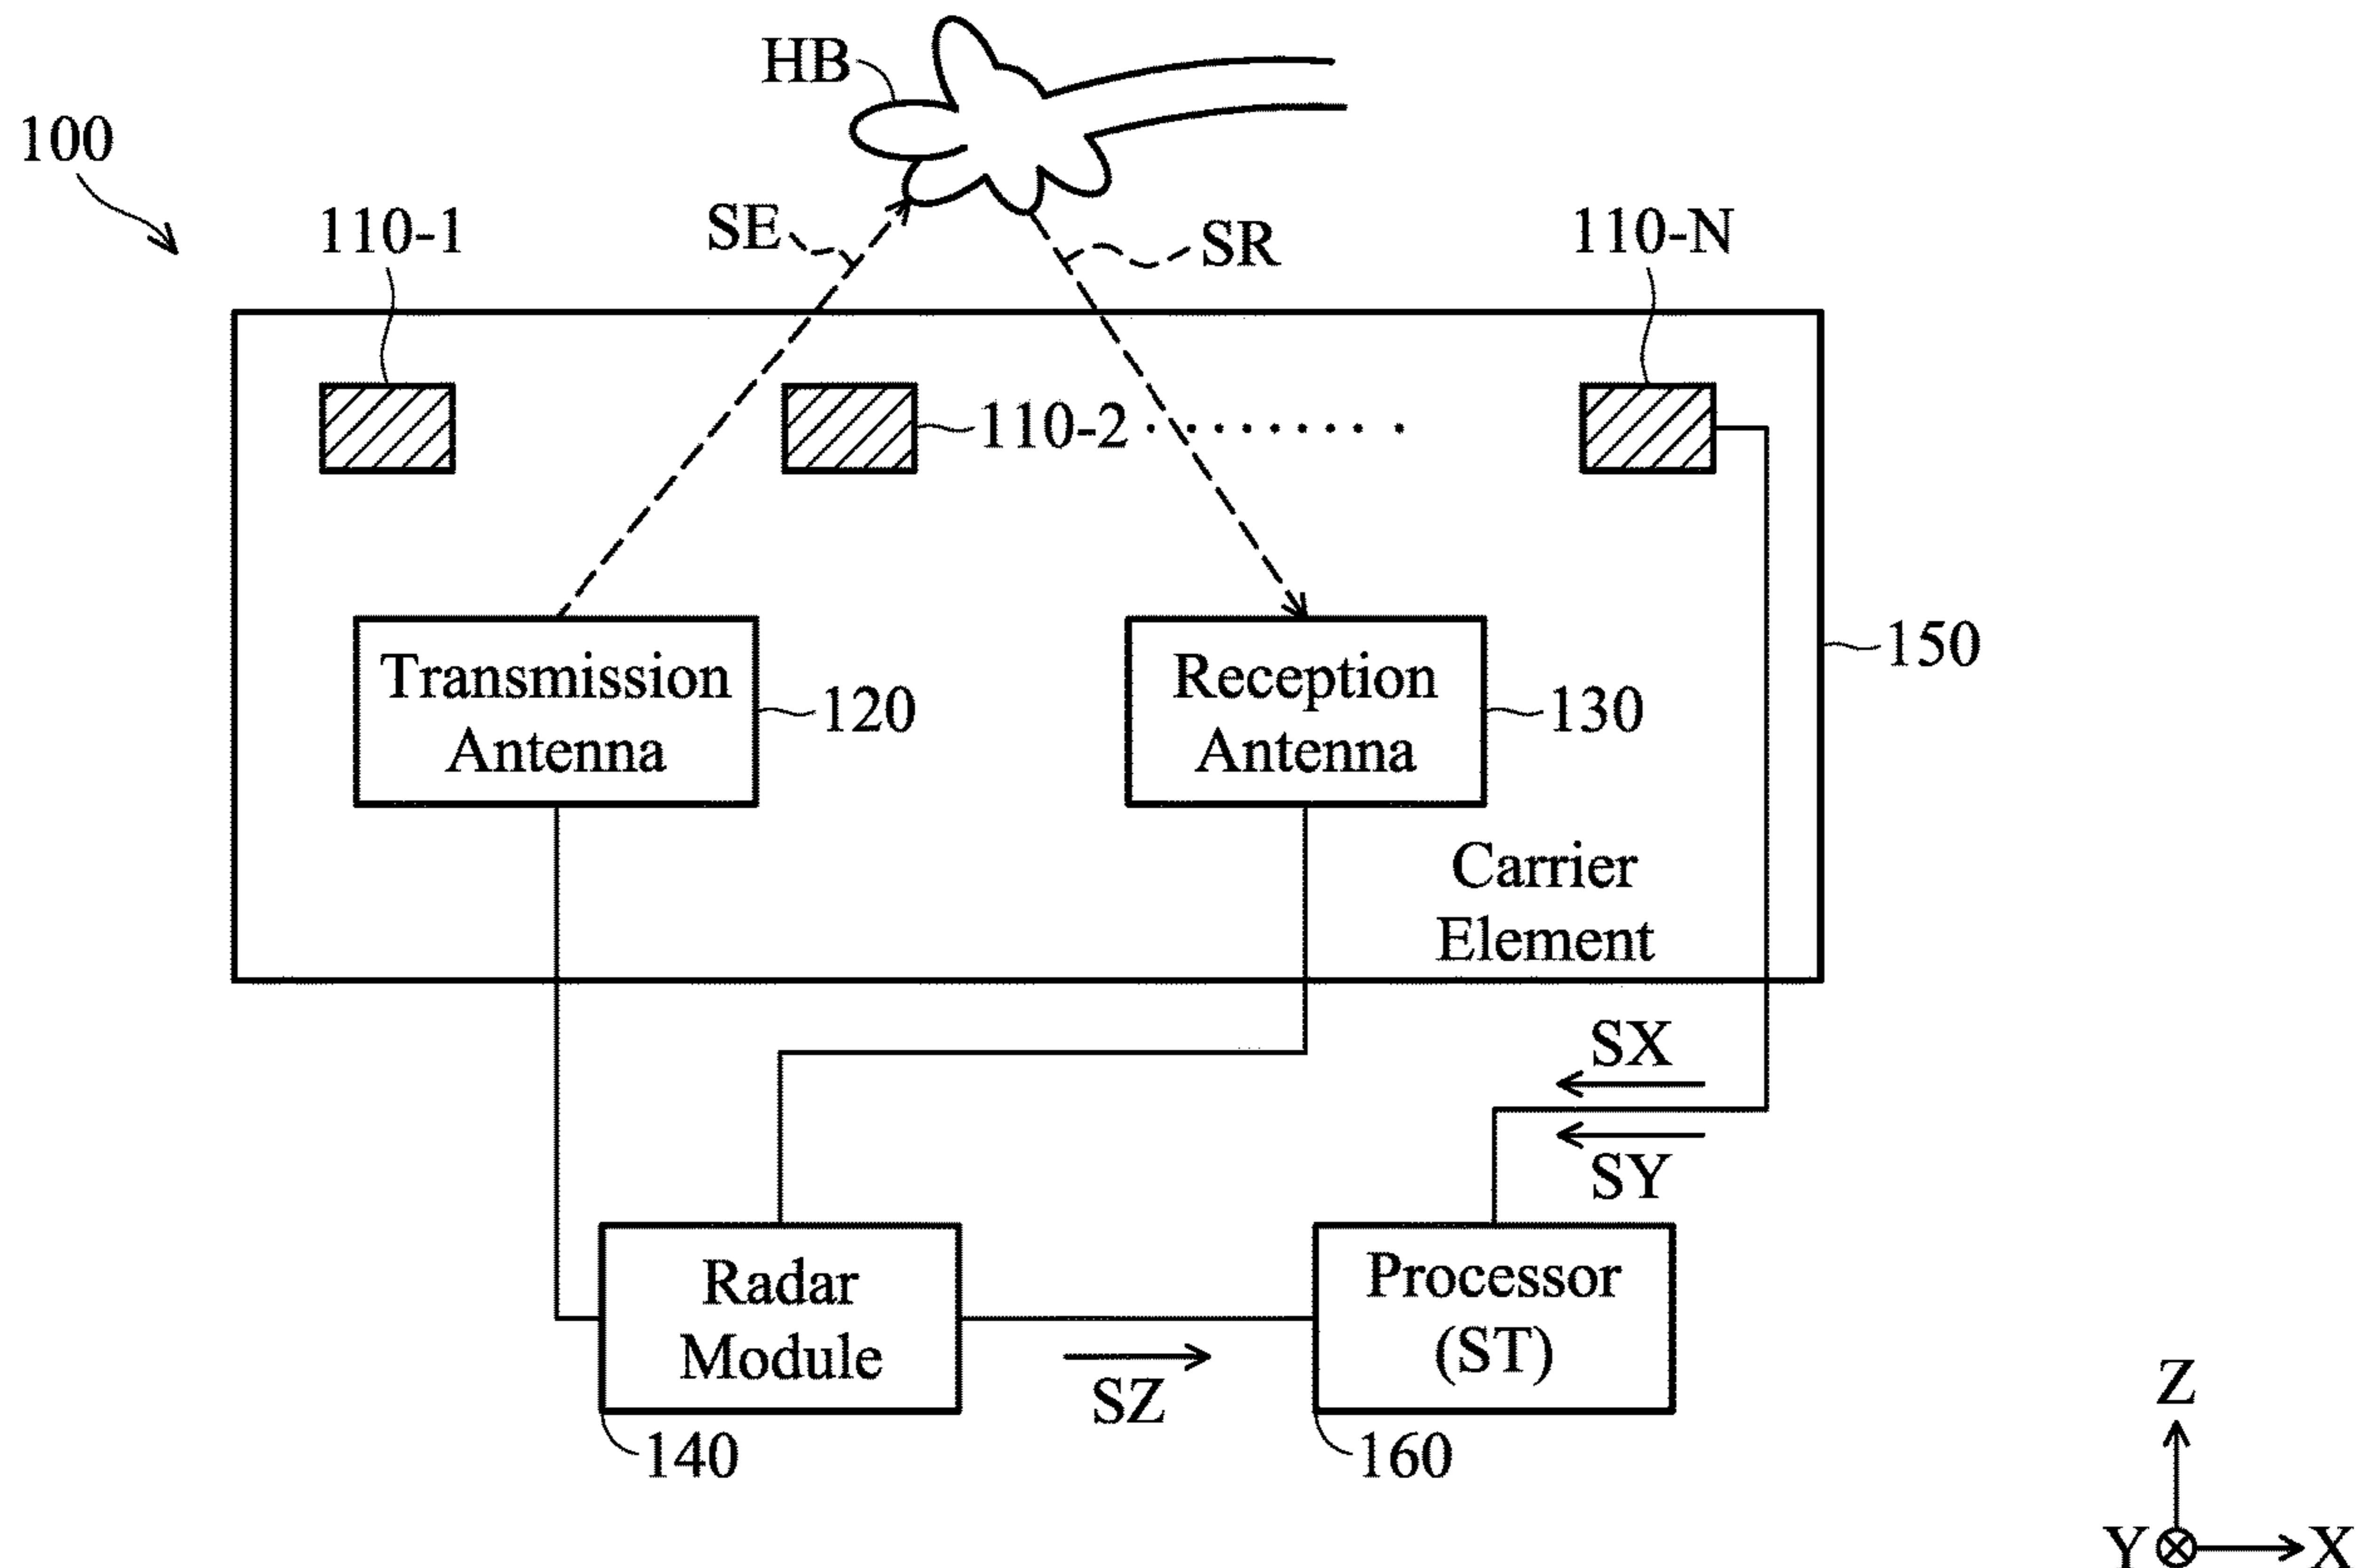 HB
100
SE
SR
110-1
110-N
110-2
Transmission
Antenna
120
Reception
Antenna
130
150
Carrier
Element
SX
SY
Radar
Module
140
SZ
Processor
(ST)
160
Z
Y
X